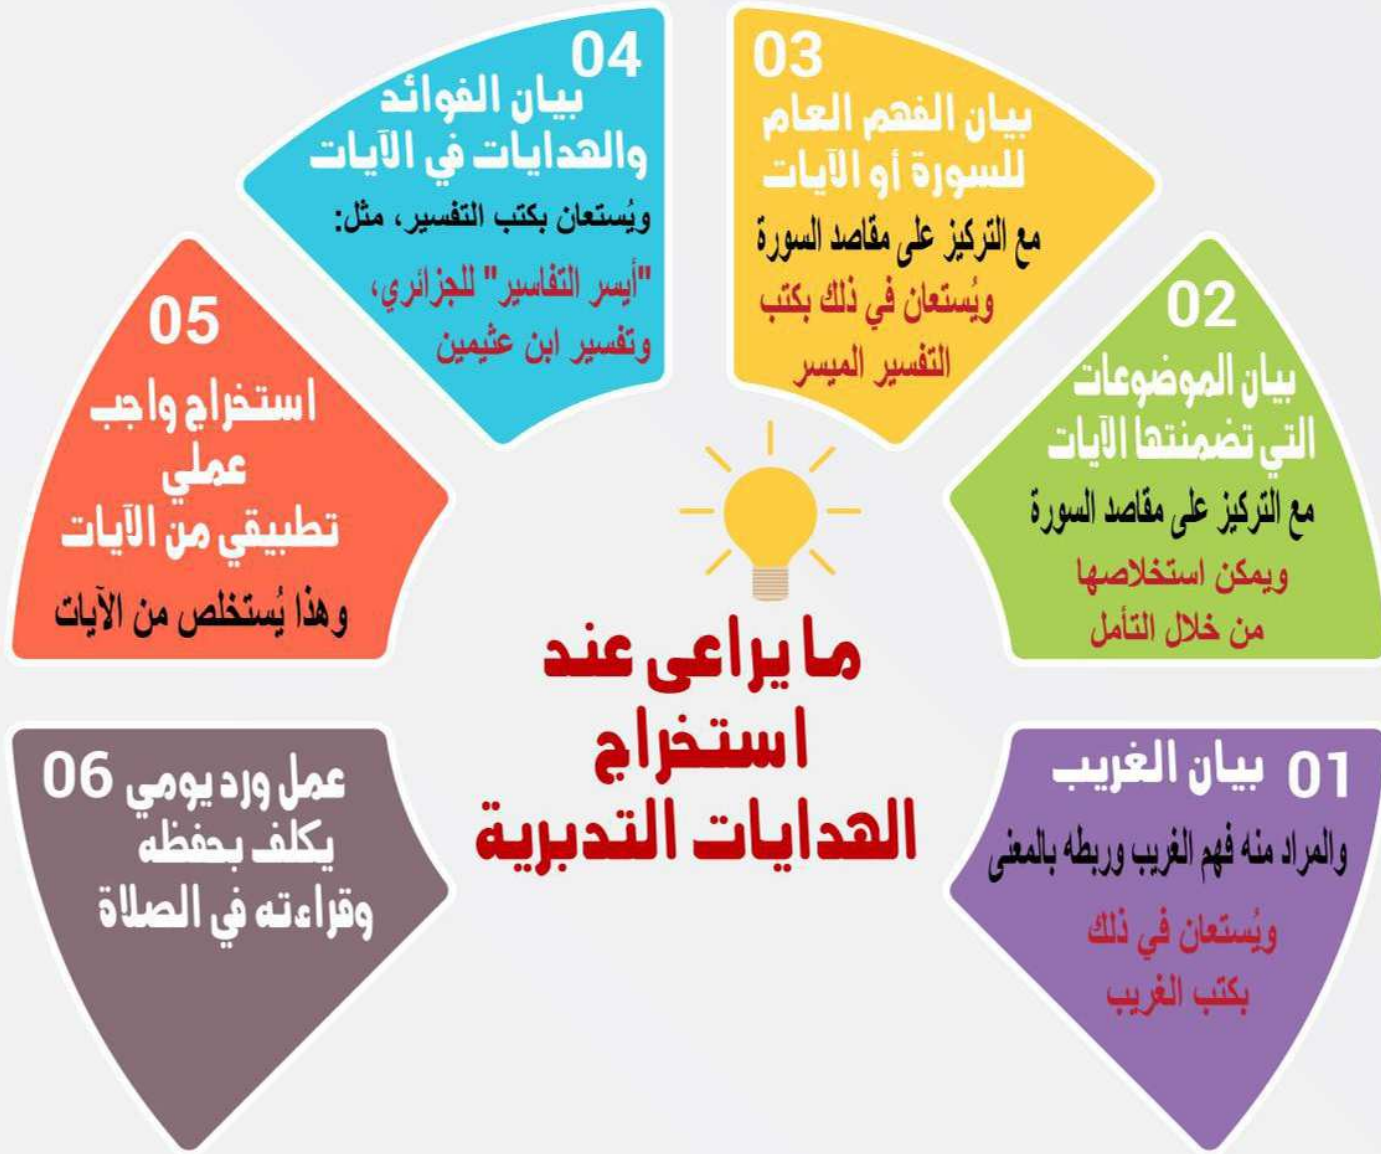 ما يراعى عند
استخراج
الهدايات التدبرية
01 بيان الغريب
والمراد منه فهم الغريب وربطه بالمعنى
ويُستعان في ذلك
بكتب الغريب
02
بيان الموضوعات
التي تضمنتها الآيات
مع التركيز على مقاصد السورة
ويمكن استخلاصها
من خلال التأمل
03
بيان الفهم العام
للسورة أو الآيات
مع التركيز على مقاصد السورة
ويُستعان في ذلك بكتب
التفسير الميسر
04
بيان الفوائد
والهدايات في الآيات
ويُستعان بكتب التفسير، مثل:
"أيسر التفاسير" للجزائري،
وتفسير ابن عثيمين
05
استخراج واجب
عملي
تطبيقي من الآيات
وهذا يُستخلص من الآيات
06 عمل ورد يومي
يكلف بحفظه
وقراءته في الصلاة